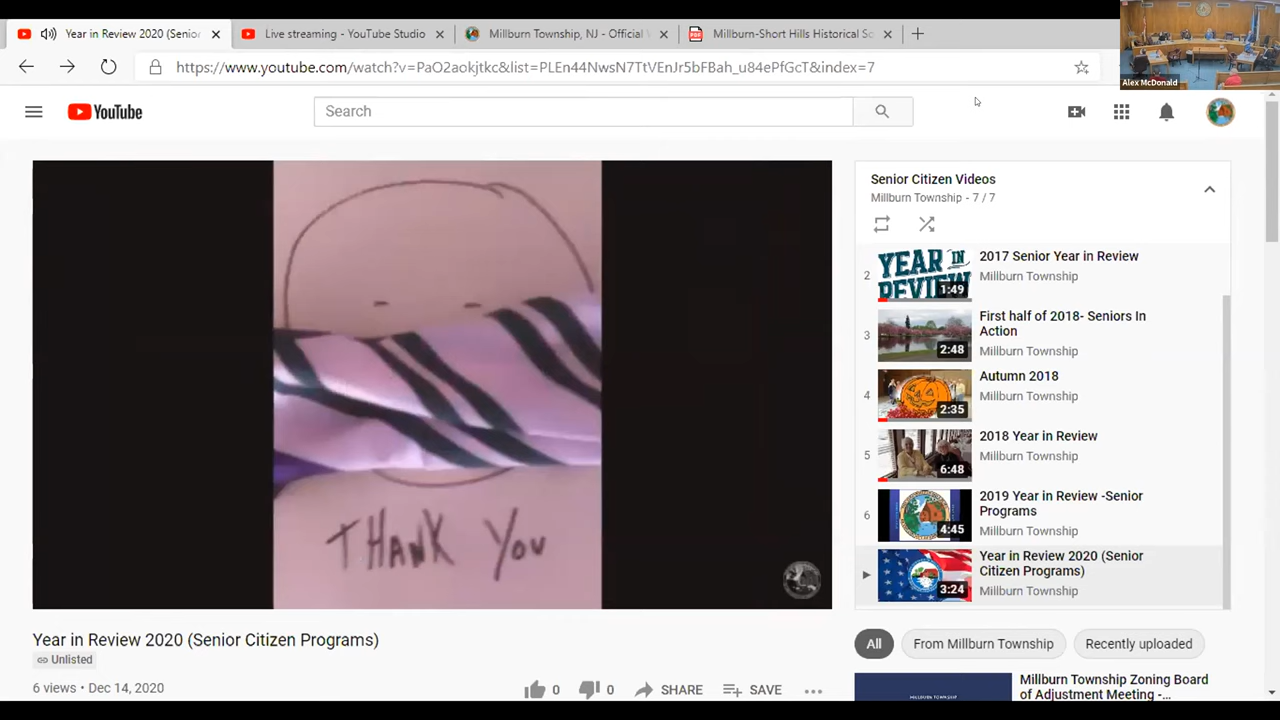 Year in Review 2020 (Senior
Live streaming - YouTube Studio
Millburn Township, NJ - Official
Millburn-Short Hills Historical So
https://www.youtube.com/watch?v=PaO2aokjtkc&list=PLEn44NwsN7TtVEnJr5bFBah_u84ePfGcT&index=7
Alex McDonald
YouTube
Search
THANK YOU
Senior Citizen Videos
Millburn Township - 7 / 7
2
YEAR IN
REVIEW
1:49
2017 Senior Year in Review
Millburn Township
3
2:48
First half of 2018- Seniors In
Action
Millburn Township
4
2:35
Autumn 2018
Millburn Township
5
6:48
2018 Year in Review
Millburn Township
6
4:45
2019 Year in Review -Senior
Programs
Millburn Township
3:24
Year in Review 2020 (Senior
Citizen Programs)
Millburn Township
Year in Review 2020 (Senior Citizen Programs)
Unlisted
6 views • Dec 14, 2020
0
0
SHARE
SAVE
All
From Millburn Township
Recently uploaded
Millburn Township Zoning Board
of Adjustment Meeting -...